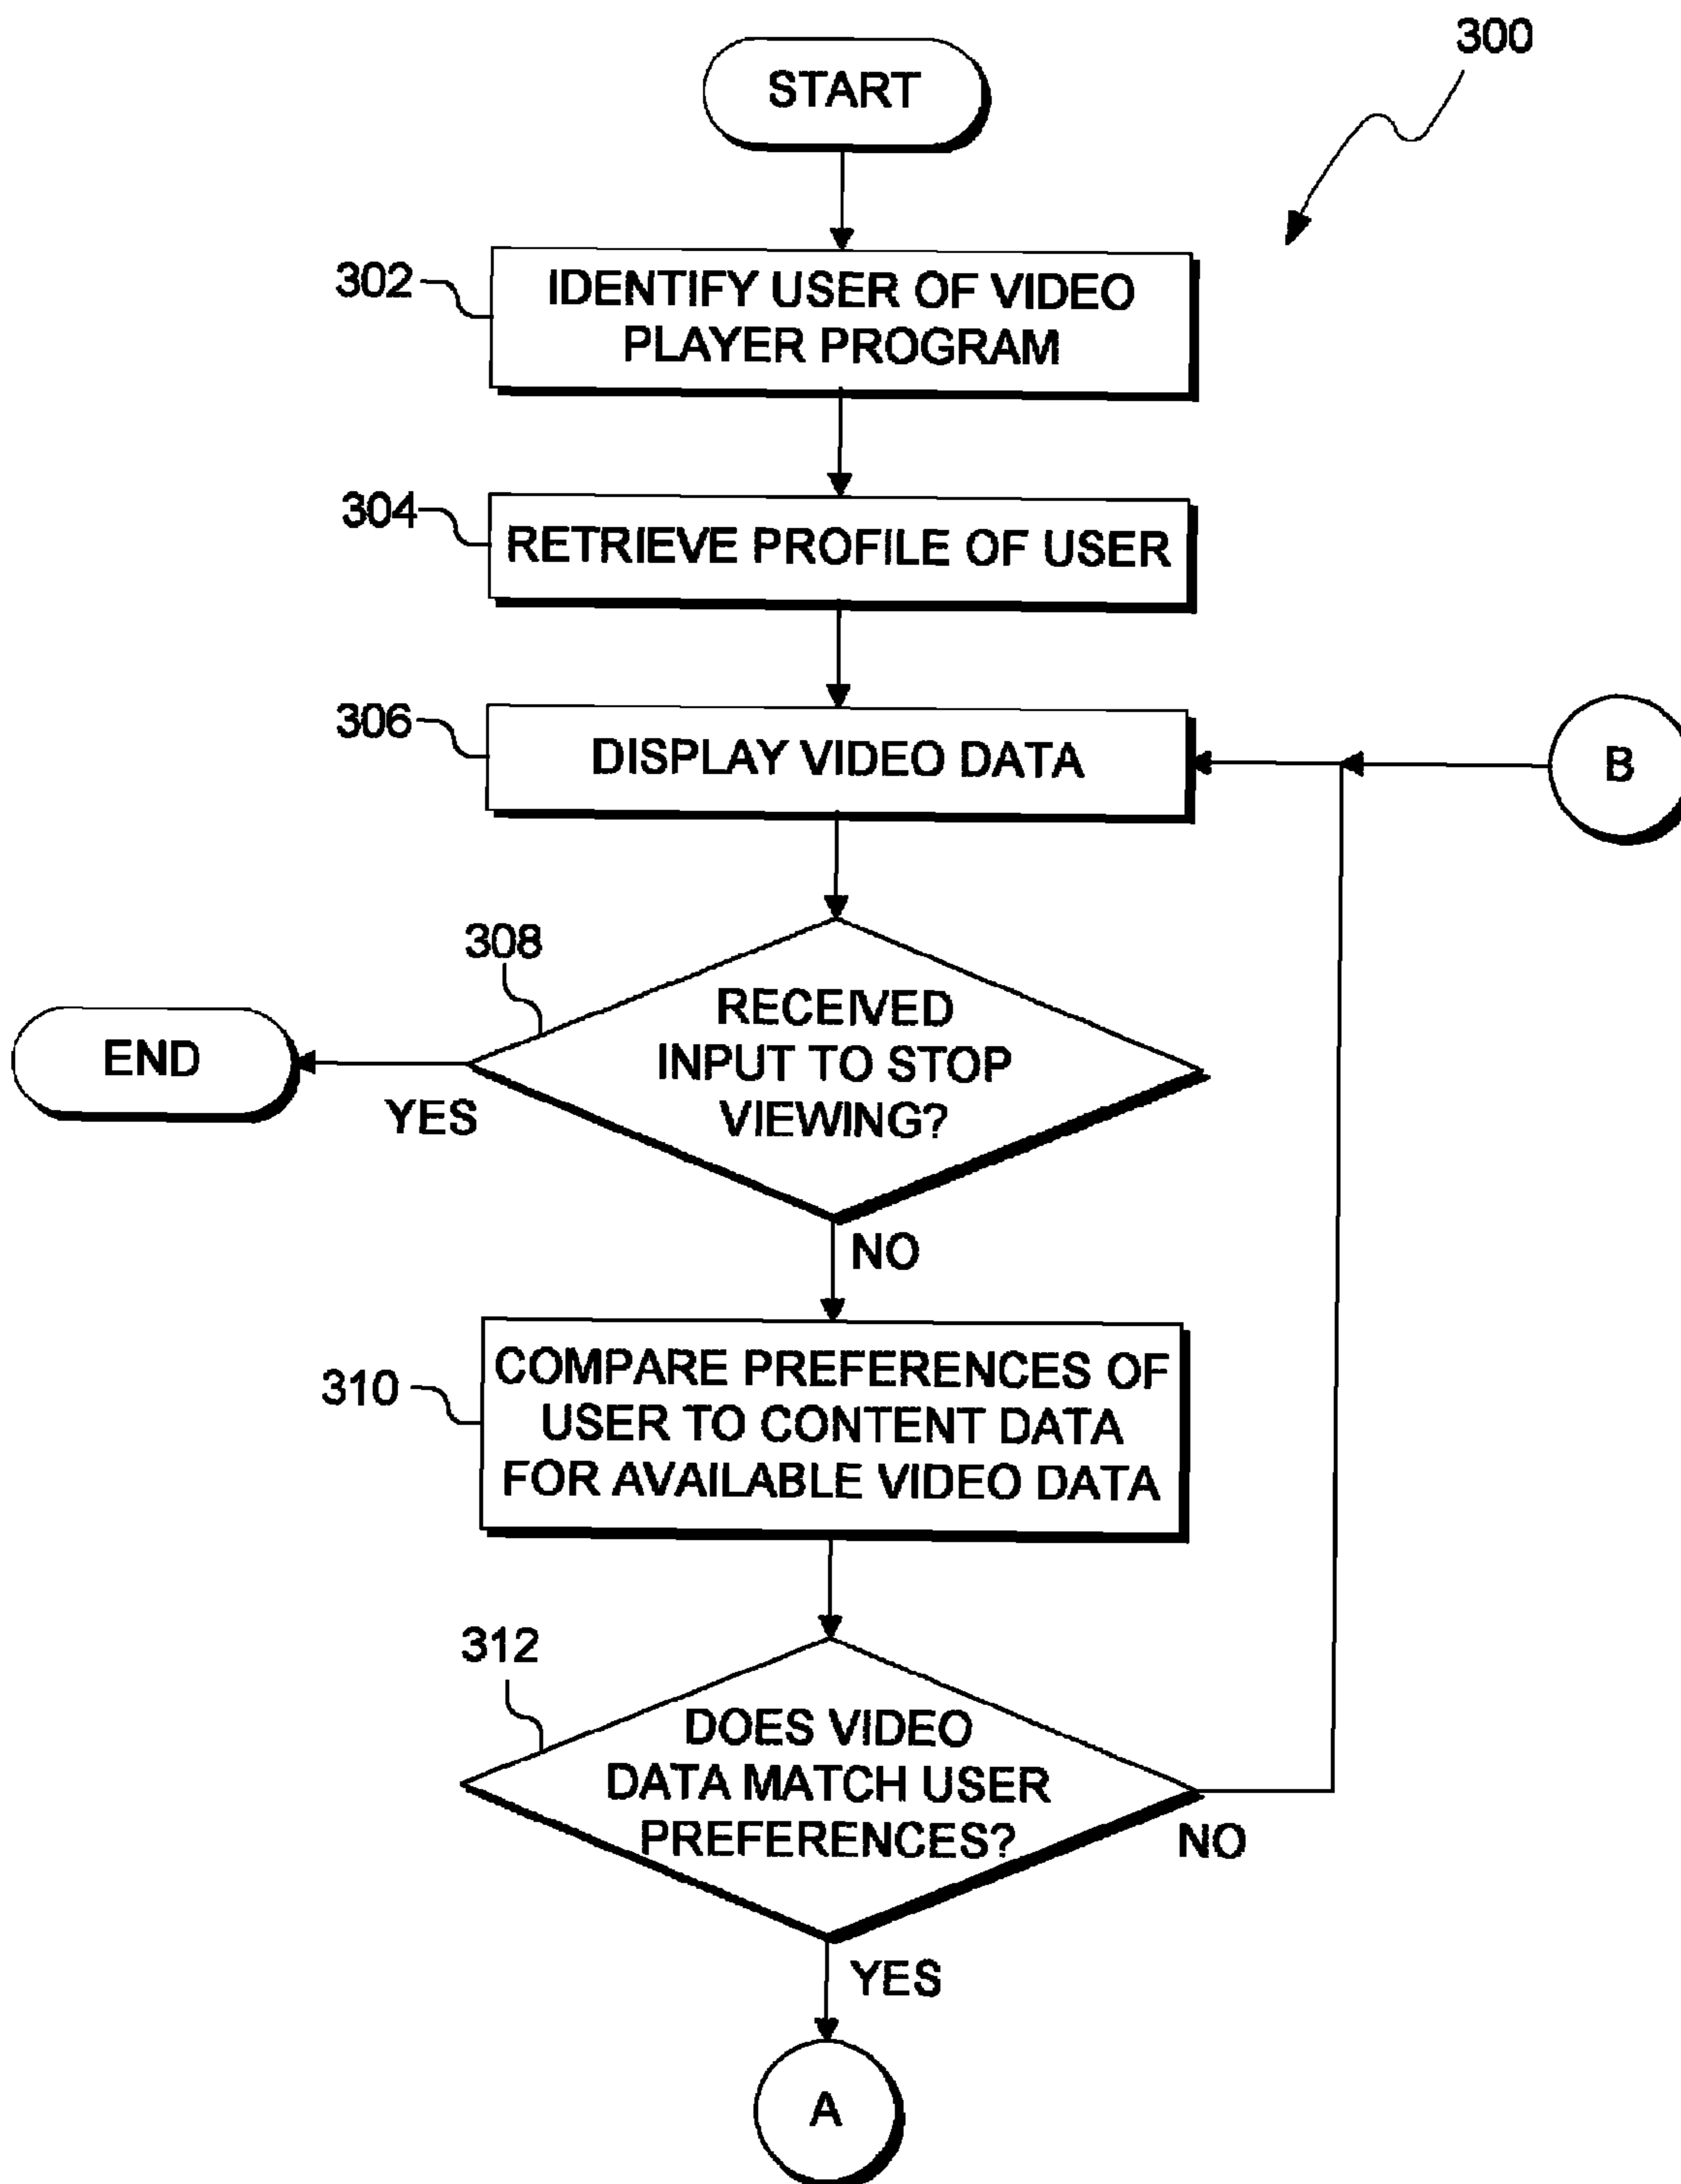 300
START
302
IDENTIFY USER OF VIDEO
PLAYER PROGRAM
304
RETRIEVE PROFILE OF USER
306
DISPLAY VIDEO DATA
B
308
RECEIVED
INPUT TO STOP
VIEWING?
END
YES
NO
310
COMPARE PREFERENCES OF
USER TO CONTENT DATA
FOR AVAILABLE VIDEO DATA
312
DOES VIDEO
DATA MATCH USER
PREFERENCES?
NO
YES
A